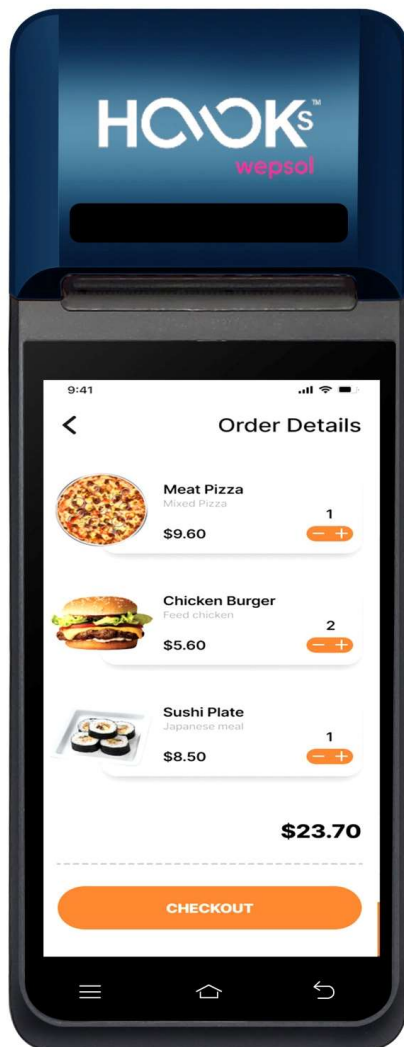 HOOKs™
wepsol
9:41
Order Details
Meat Pizza
Mixed Pizza
1
$9.60
Chicken Burger
Feed chicken
2
$5.60
Sushi Plate
Japanese meal
1
$8.50
$23.70
CHECKOUT